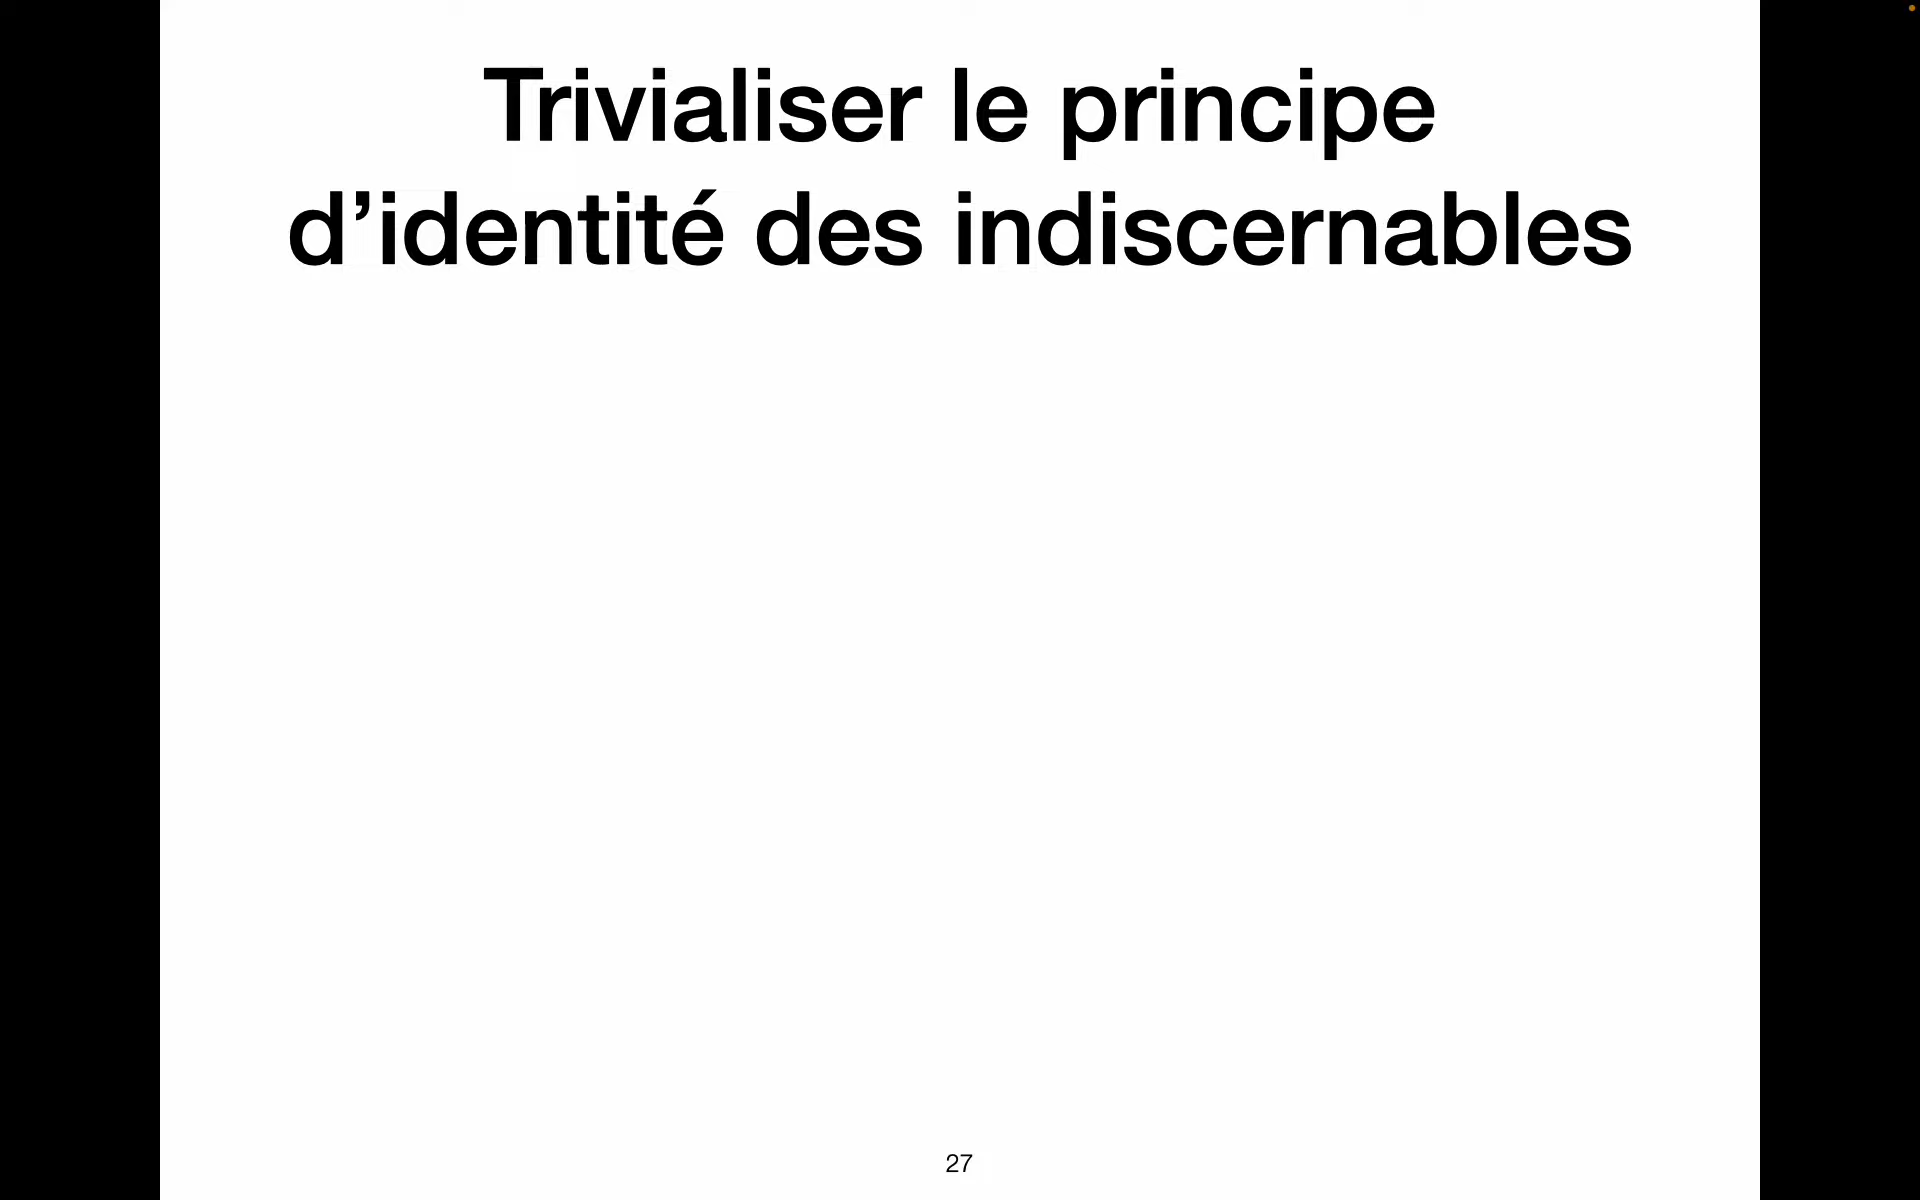 Trivialiser le principe
d’identité des indiscernables
27